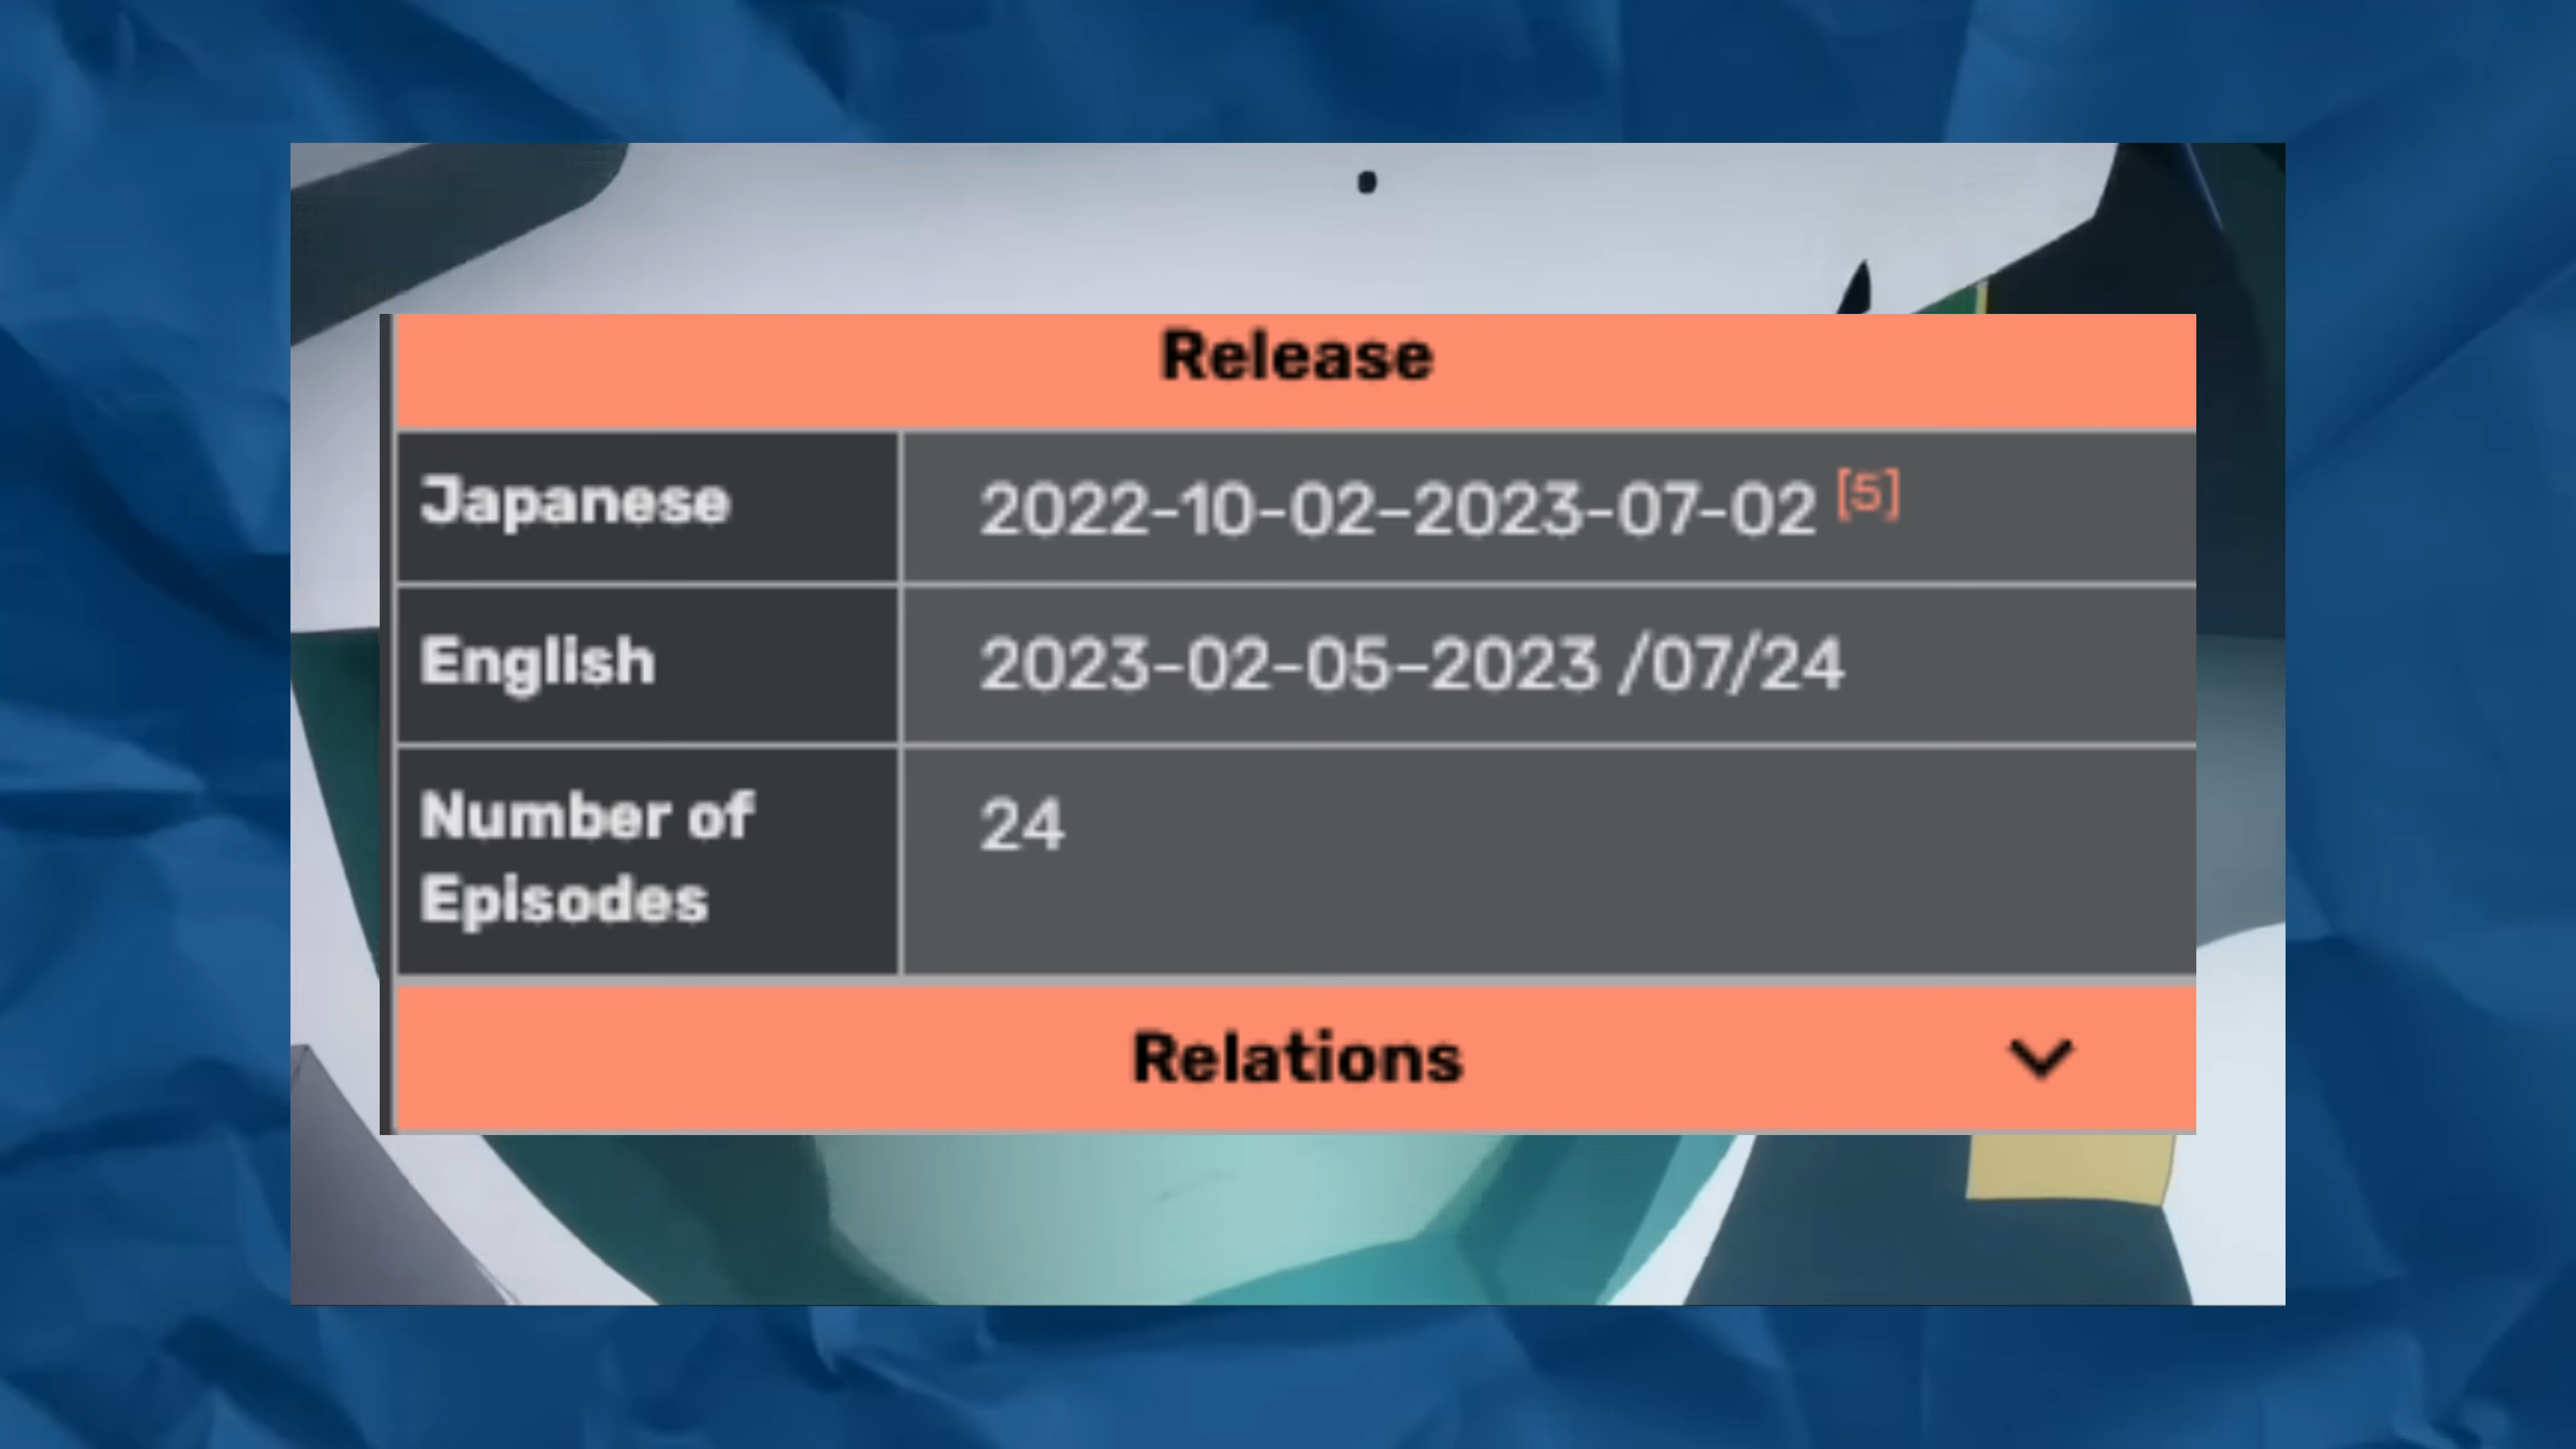 Release
Japanese 2022-10-02–2023-07-02 [5]
English 2023-02-05–2023 /07/24
Number of 24
Episodes
Relations